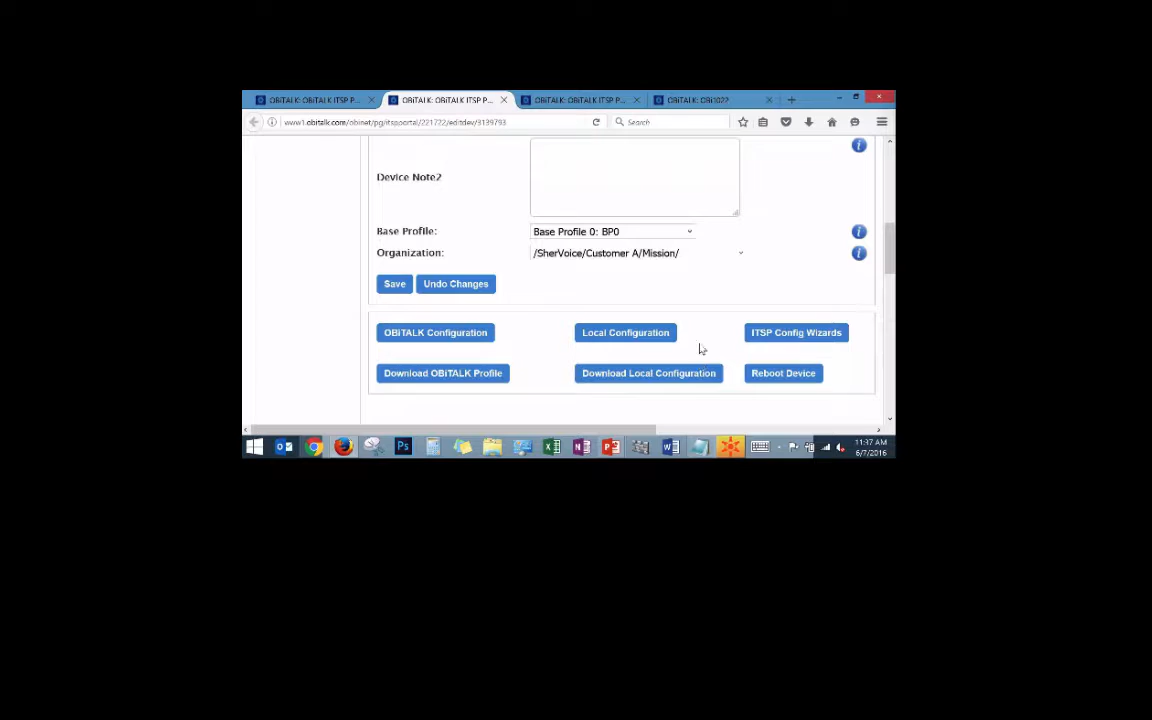 OBiTALK: OBiTALK ITSP P... OBiTALK: OBiTALK ITSP P... OBiTALK: OBiTALK ITSP P... OBiTALK: OBi1022
www1.obitalk.com/obinet/pg/itspportal/221722/editdev/3139793 Search
Device Note2
Base Profile: Base Profile 0: BP0
Organization: /SherVoice/Customer A/Mission/
Save Undo Changes
OBiTALK Configuration Local Configuration ITSP Config Wizards
Download OBiTALK Profile Download Local Configuration Reboot Device
11:37 AM
6/7/2016